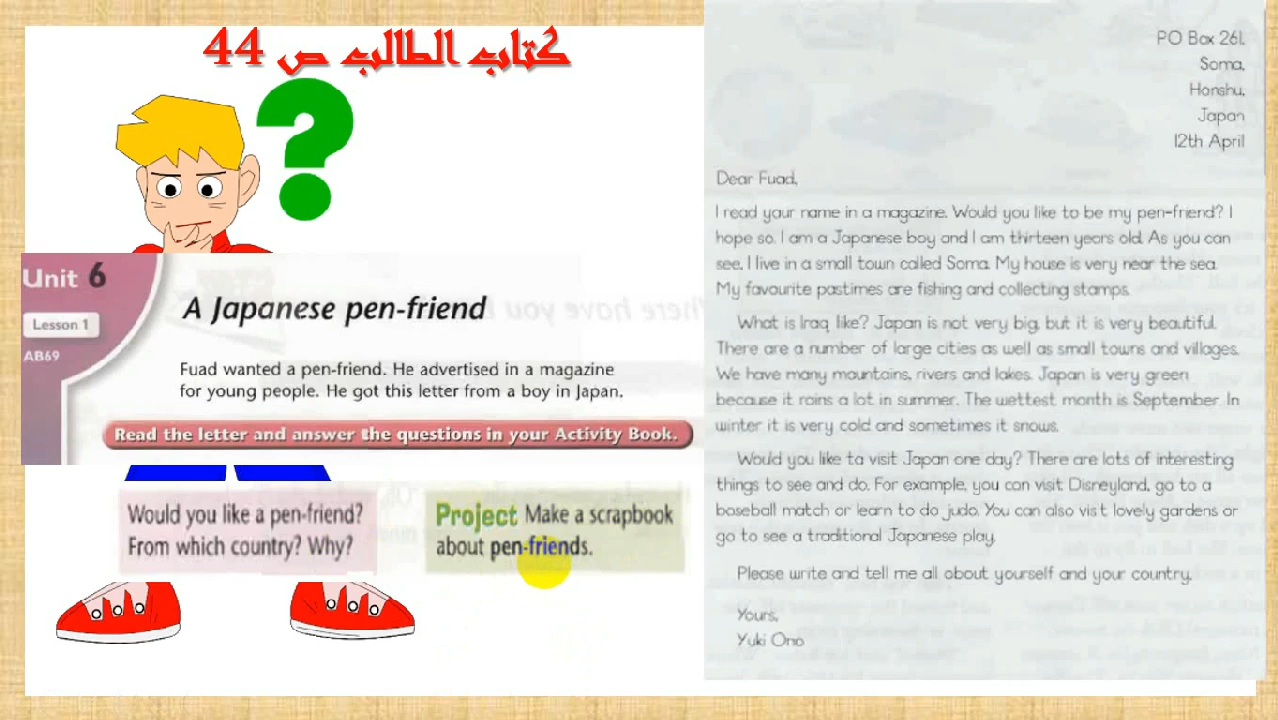 كتاب الطالب ص 44
Unit 6
Lesson 1
AB69
A Japanese pen-friend
Fuad wanted a pen-friend. He advertised in a magazine
for young people. He got this letter from a boy in Japan.
Read the letter and answer the questions in your Activity Book.
Would you like a pen-friend?
From which country? Why?
Project Make a scrapbook
about pen-friends.
PO Box 261,
Soma,
Honshu,
Japan
12th April
Dear Fuad,
I read your name in a magazine. Would you like to be my pen-friend? I
hope so. I am a Japanese boy and I am thirteen years old. As you can
see, I live in a small town called Soma. My house is very near the sea.
My favourite pastimes are fishing and collecting stamps.
What is Iraq like? Japan is not very big, but it is very beautiful.
There are a number of large cities as well as small towns and villages.
We have many mountains, rivers and lakes. Japan is very green
because it rains a lot in summer. The wettest month is September. In
winter it is very cold and sometimes it snows.
Would you like to visit Japan one day? There are lots of interesting
things to see and do. For example, you can visit Disneyland, go to a
baseball match or learn to do judo. You can also visit lovely gardens or
go to see a traditional Japanese play.
Please write and tell me all about yourself and your country.
Yours,
Yuki Ono